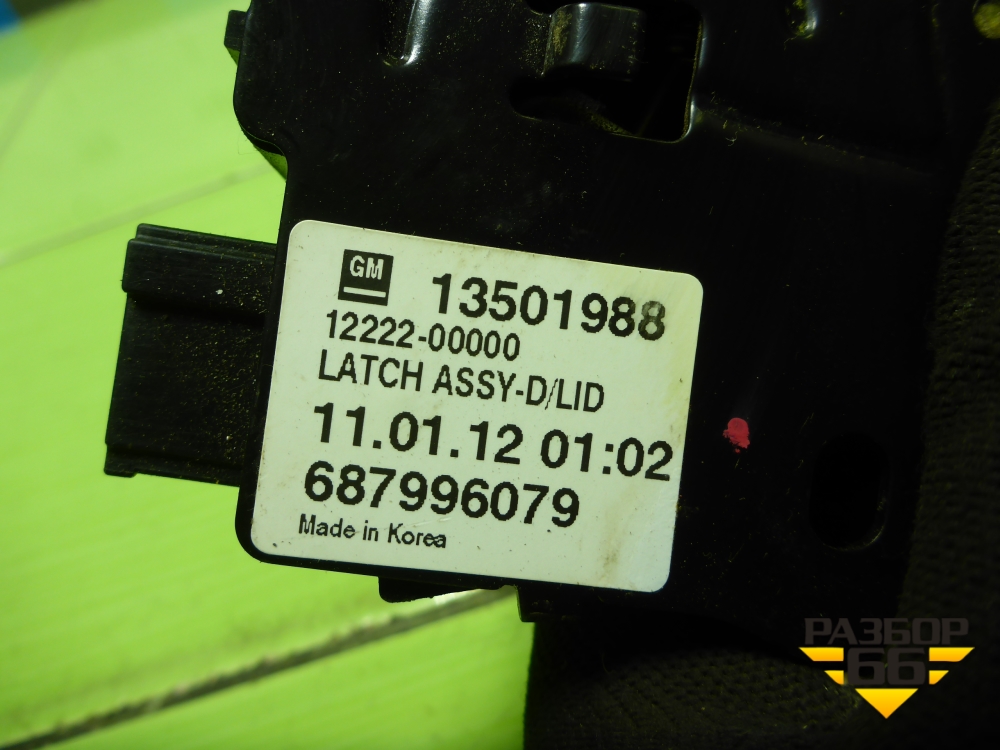 GM
13501988
12222-00000
LATCH ASSY-D/LID
11.01.12 01:02
687996079
Made in Korea
РАЗБОР
66